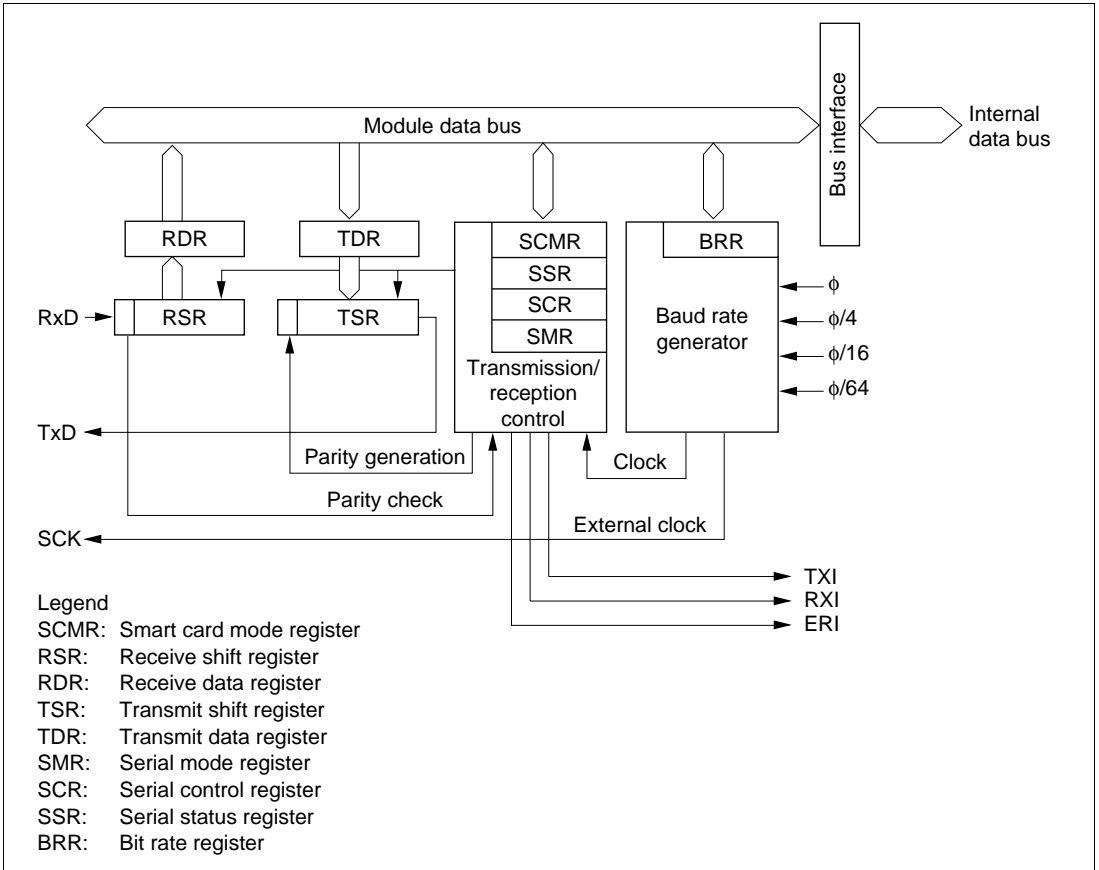 Module data bus
Bus interface
Internal
data bus
RDR
TDR
SCMR
SSR
SCR
SMR
Transmission/
reception
control
BRR
Baud rate
generator
ϕ
ϕ/4
ϕ/16
ϕ/64
RxD
RSR
TSR
TxD
Parity generation
Parity check
Clock
External clock
SCK
TXI
RXI
ERI
Legend
SCMR: Smart card mode register
RSR: Receive shift register
RDR: Receive data register
TSR: Transmit shift register
TDR: Transmit data register
SMR: Serial mode register
SCR: Serial control register
SSR: Serial status register
BRR: Bit rate register